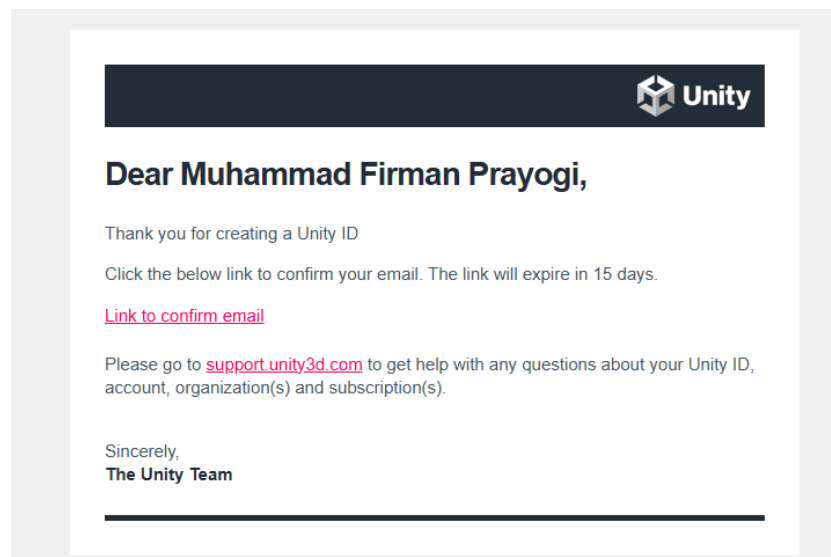 Unity
Dear Muhammad Firman Prayogi,
Thank you for creating a Unity ID
Click the below link to confirm your email. The link will expire in 15 days.
Link to confirm email
Please go to support.unity3d.com to get help with any questions about your Unity ID,
account, organization(s) and subscription(s).
Sincerely,
The Unity Team